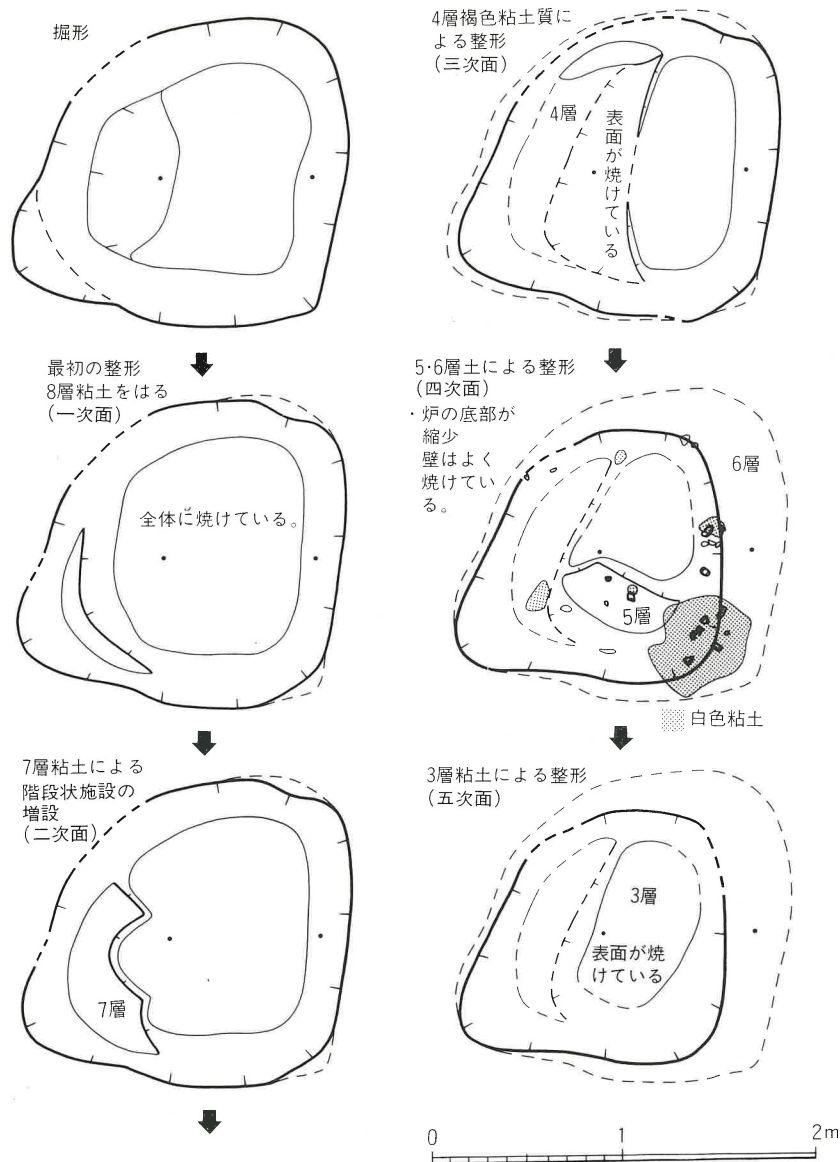 掘形
最初の整形
8層粘土をはる
(一次面)
全体に焼けている。
7層粘土による
階段状施設の
増設
(二次面)
7層
4層褐色粘土質に
よる整形
(三次面)
4層
表面が焼けている
5・6層土による整形
(四次面)
・炉の底部が
縮少
壁はよく
焼けてい
る。
6層
5層
白色粘土
3層粘土による整形
(五次面)
3層
表面が焼
けている
0 1 2m